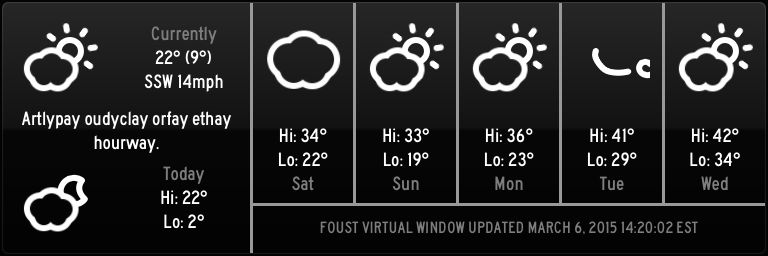 Currently
22° (9°)
SSW 14mph
Artlypay oudyclay orfay ethay
hourway.
Today
Hi: 22°
Lo: 2°
Hi: 34°
Lo: 22°
Sat
Hi: 33°
Lo: 19°
Sun
Hi: 36°
Lo: 23°
Mon
Hi: 41°
Lo: 29°
Tue
Hi: 42°
Lo: 34°
Wed
FOUST VIRTUAL WINDOW UPDATED MARCH 6, 2015 14:20:02 EST